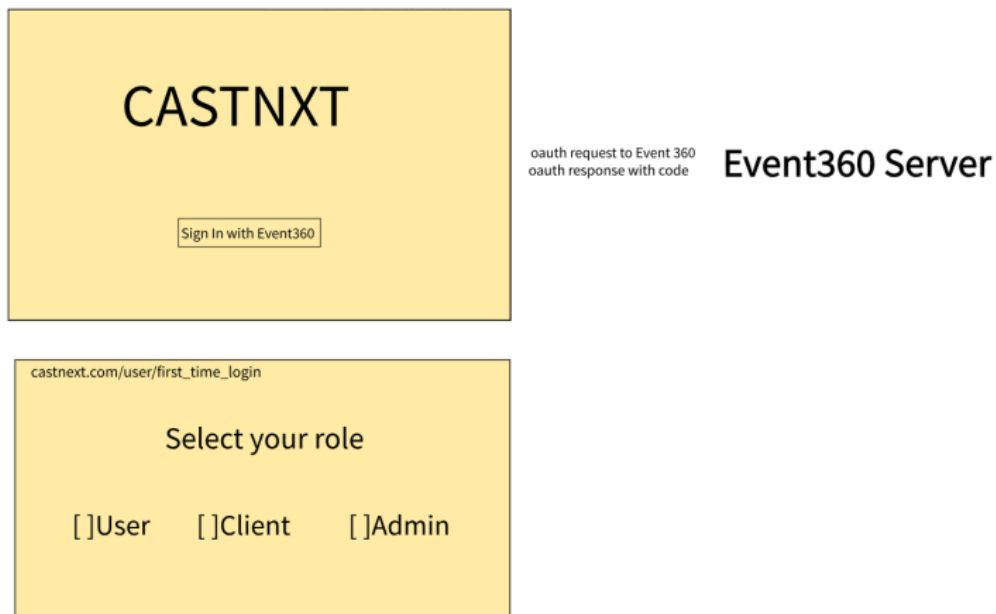 CASTNXT
Sign In with Event360
oauth request to Event 360
oauth response with code
Event360 Server
castnext.com/user/first_time_login
Select your role
[ ]User [ ]Client [ ]Admin